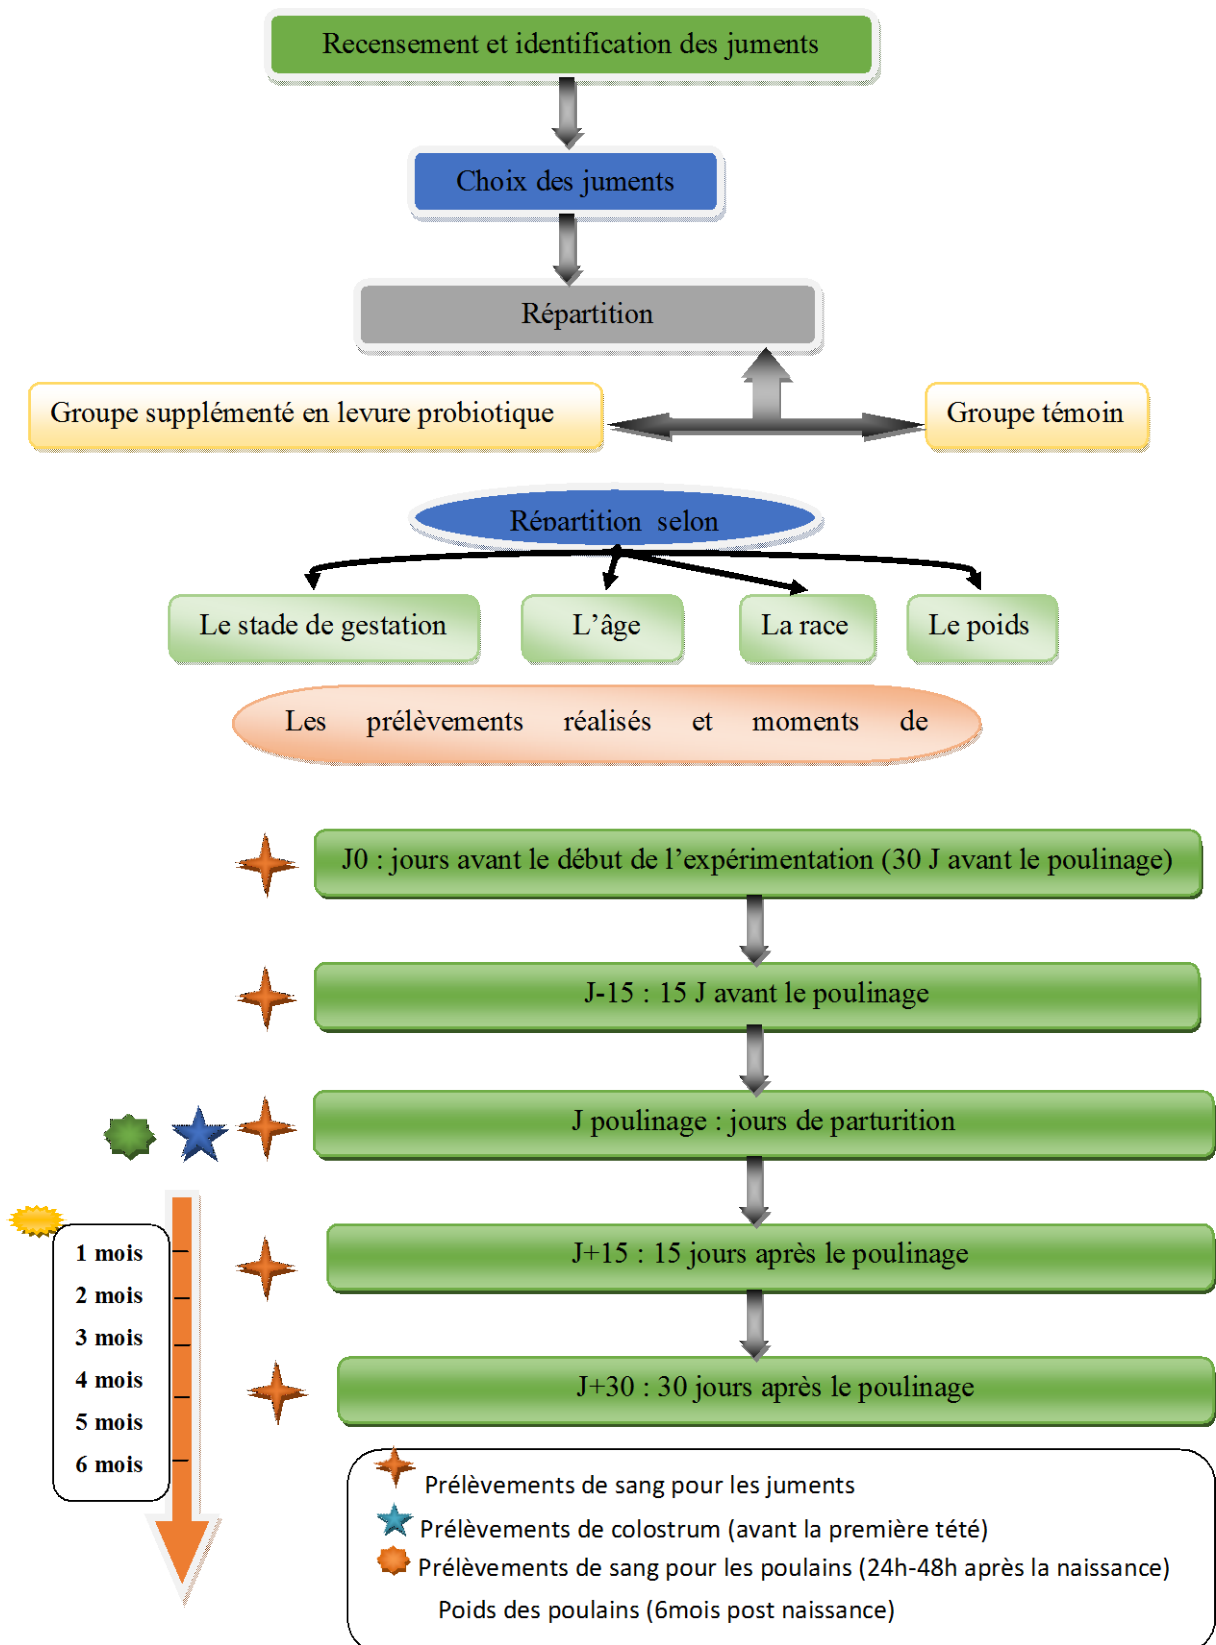 Recensement et identification des juments
Choix des juments
Répartition
Groupe supplémenté en levure probiotique
Groupe témoin
Répartition selon
Le stade de gestation
L’âge
La race
Le poids
Les prélèvements réalisés et moments de
J0 : jours avant le début de l’expérimentation (30 J avant le poulinage)
J-15 : 15 J avant le poulinage
J poulinage : jours de parturition
J+15 : 15 jours après le poulinage
J+30 : 30 jours après le poulinage
1 mois
2 mois
3 mois
4 mois
5 mois
6 mois
Prélèvements de sang pour les juments
Prélèvements de colostrum (avant la première tété)
Prélèvements de sang pour les poulains (24h-48h après la naissance)
Poids des poulains (6mois post naissance)